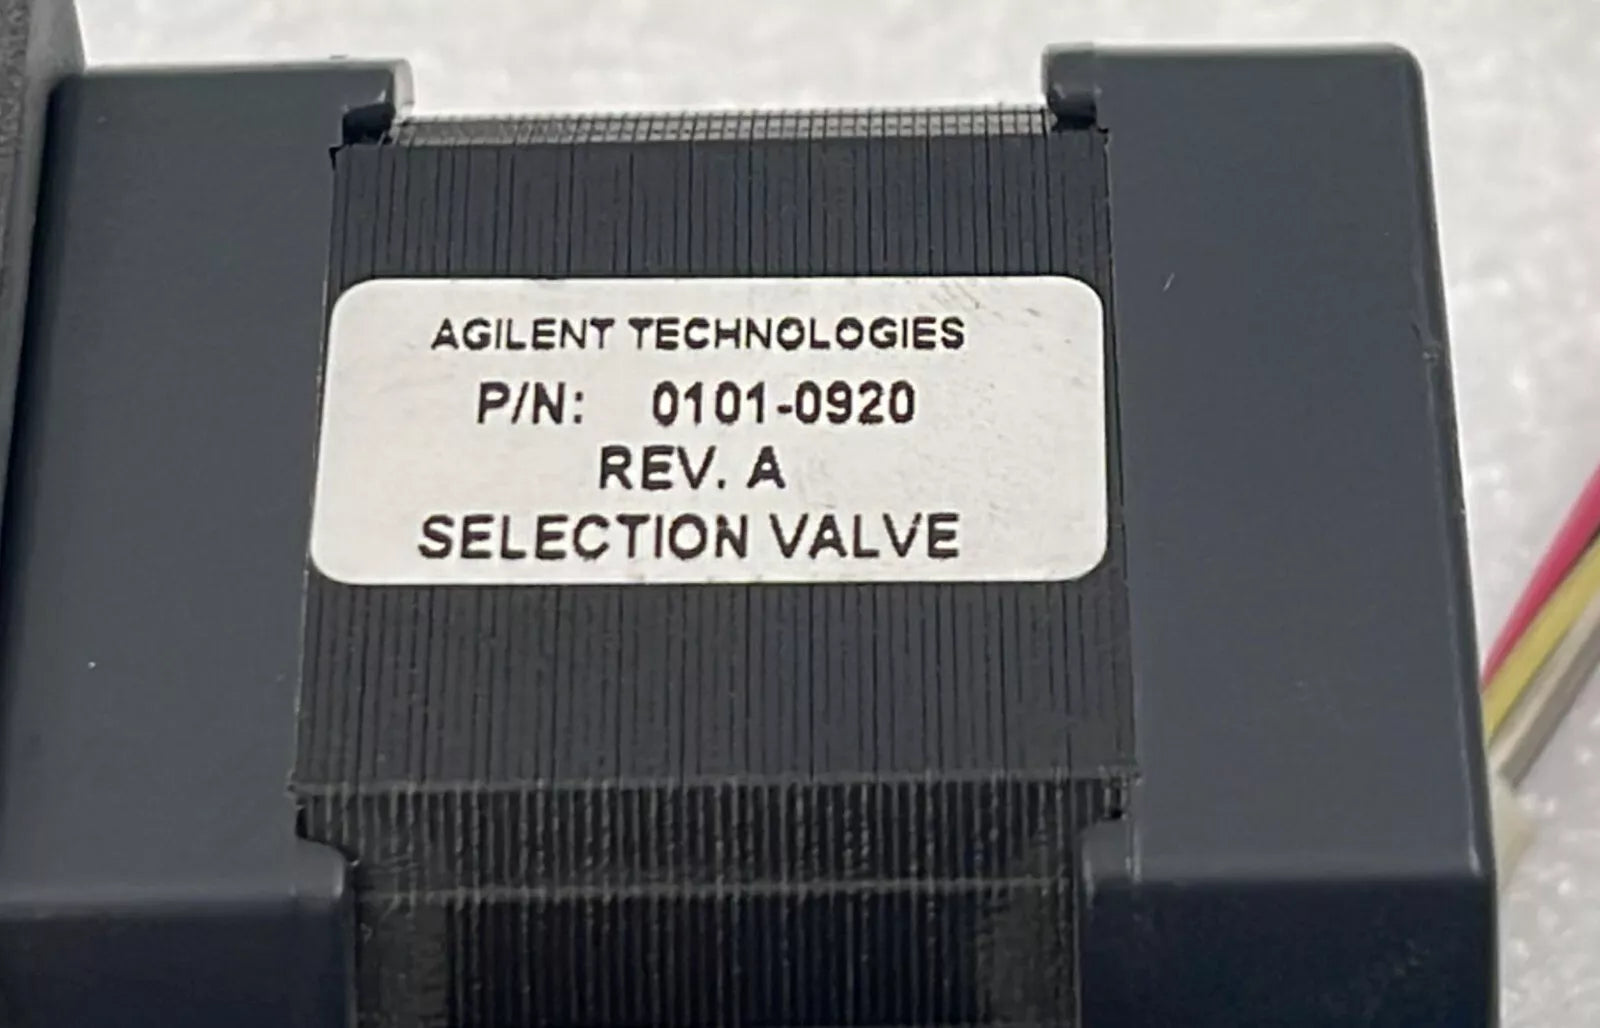 AGILENT TECHNOLOGIES
P/N: 0101-0920
REV. A
SELECTION VALVE